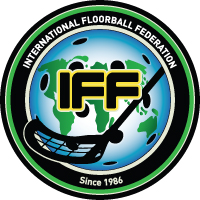 INTERNATIONAL FLOORBALL FEDERATION
IFF
Since 1986